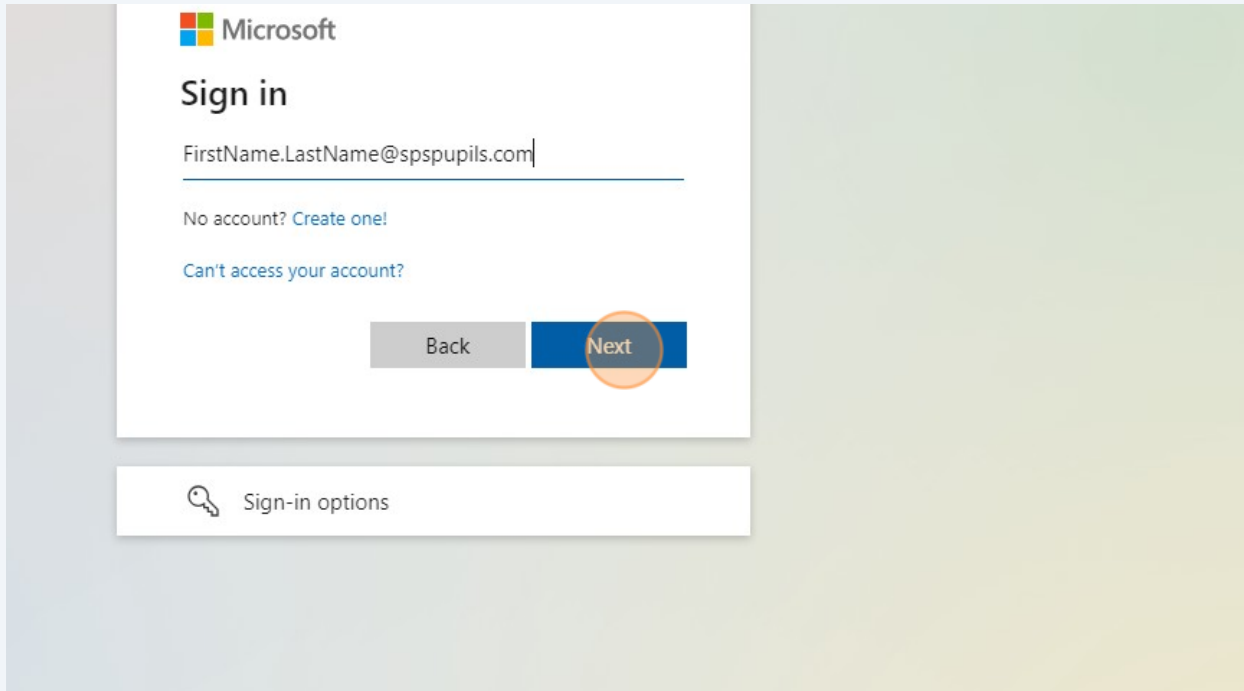 Microsoft
Sign in
FirstName.LastName@spspupils.com
No account? Create one!
Can't access your account?
Back Next
Sign-in options